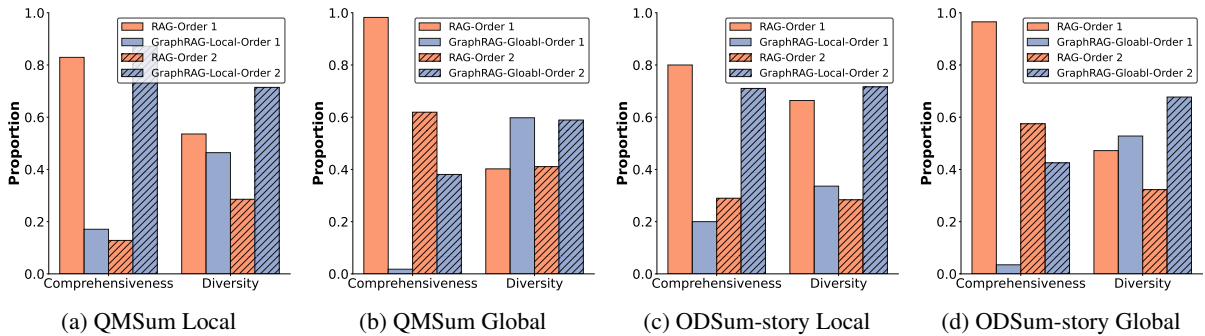 RAG-Order 1
GraphRAG-Local-Order 1
RAG-Order 2
GraphRAG-Local-Order 2
Proportion
0.0
0.2
0.4
0.6
0.8
1.0
Comprehensiveness
Diversity
(a) QMSum Local
RAG-Order 1
GraphRAG-Gloabl-Order 1
RAG-Order 2
GraphRAG-Gloabl-Order 2
Proportion
0.0
0.2
0.4
0.6
0.8
1.0
Comprehensiveness
Diversity
(b) QMSum Global
RAG-Order 1
GraphRAG-Local-Order 1
RAG-Order 2
GraphRAG-Local-Order 2
Proportion
0.0
0.2
0.4
0.6
0.8
1.0
Comprehensiveness
Diversity
(c) ODSum-story Local
RAG-Order 1
GraphRAG-Gloabl-Order 1
RAG-Order 2
GraphRAG-Gloabl-Order 2
Proportion
0.0
0.2
0.4
0.6
0.8
1.0
Comprehensiveness
Diversity
(d) ODSum-story Global